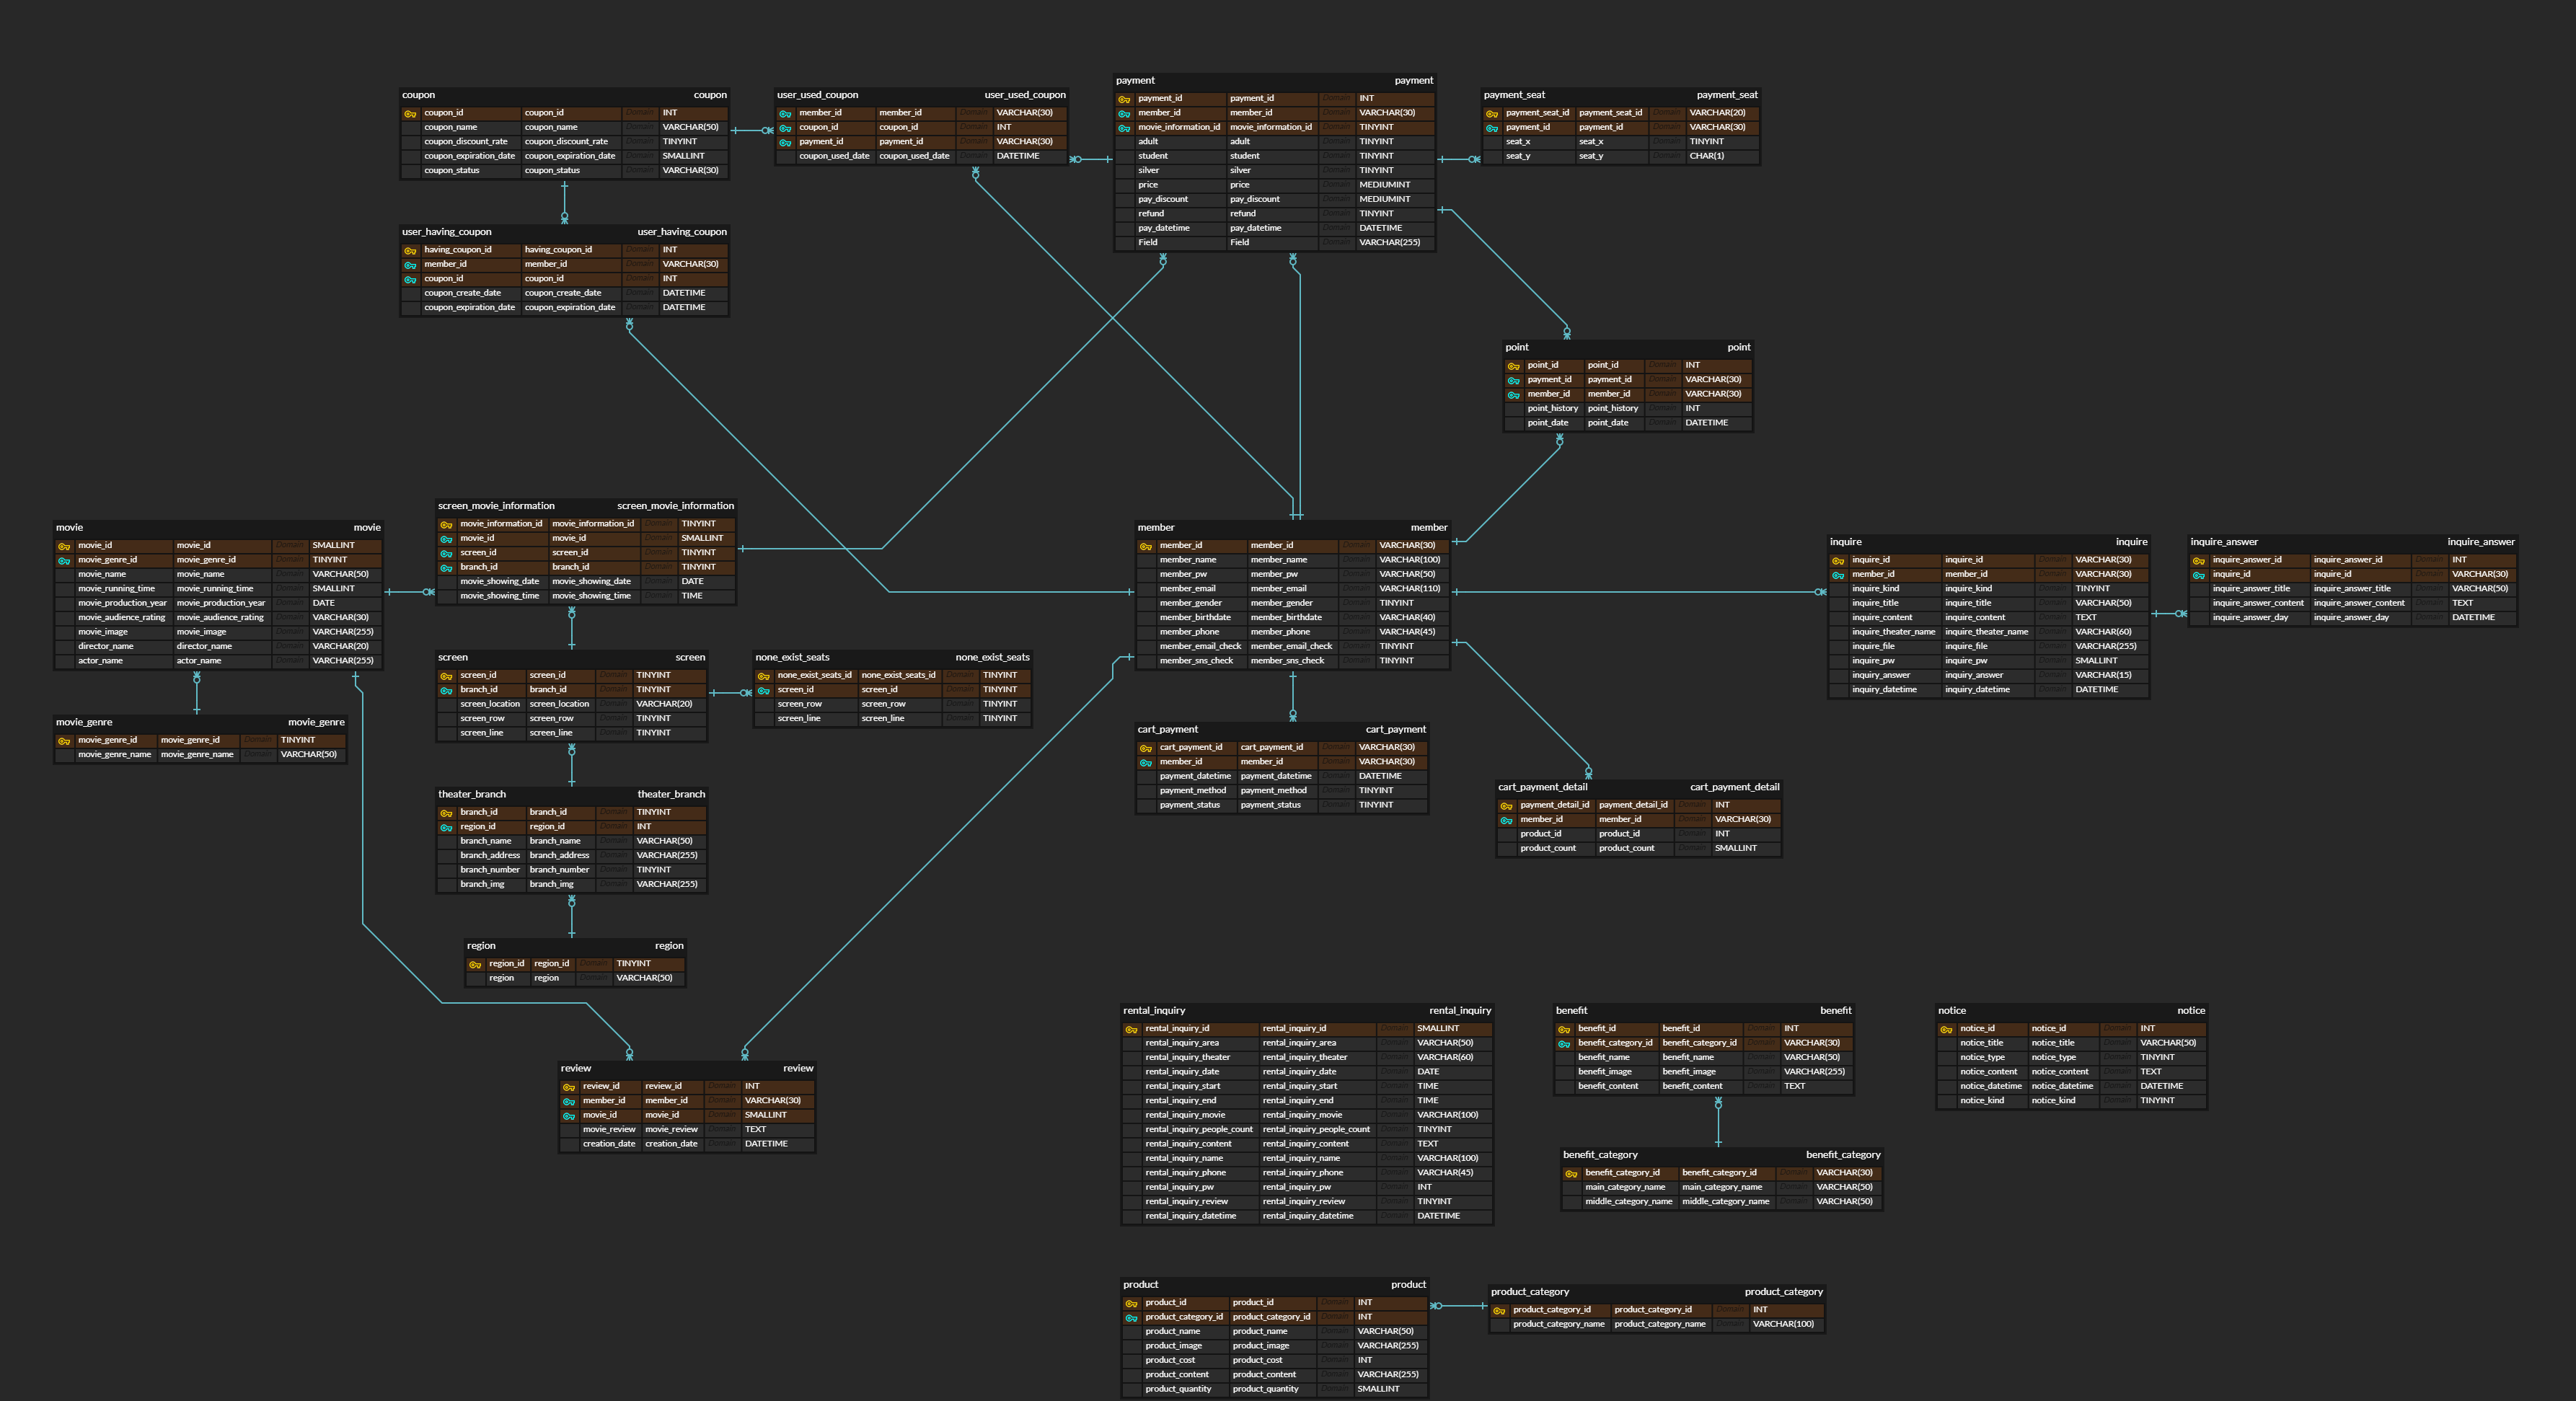 coupon coupon
coupon_id coupon_id Domain INT
coupon_name coupon_name Domain VARCHAR(50)
coupon_discount_rate coupon_discount_rate Domain TINYINT
coupon_expiration_date coupon_expiration_date Domain SMALLINT
coupon_status coupon_status Domain VARCHAR(30)
user_used_coupon user_used_coupon
member_id member_id Domain VARCHAR(30)
coupon_id coupon_id Domain INT
payment_id payment_id Domain VARCHAR(30)
coupon_used_date coupon_used_date Domain DATETIME
payment payment
payment_id payment_id Domain INT
member_id member_id Domain VARCHAR(30)
movie_information_id movie_information_id Domain TINYINT
adult adult Domain TINYINT
student student Domain TINYINT
silver silver Domain TINYINT
price price Domain MEDIUMINT
pay_discount pay_discount Domain MEDIUMINT
refund refund Domain TINYINT
pay_datetime pay_datetime Domain DATETIME
Field Field Domain VARCHAR(255)
payment_seat payment_seat
payment_seat_id payment_seat_id Domain VARCHAR(20)
payment_id payment_id Domain VARCHAR(30)
seat_x seat_x Domain TINYINT
seat_y seat_y Domain CHAR(1)
user_having_coupon user_having_coupon
having_coupon_id having_coupon_id Domain INT
member_id member_id Domain VARCHAR(30)
coupon_id coupon_id Domain INT
coupon_create_date coupon_create_date Domain DATETIME
coupon_expiration_date coupon_expiration_date Domain DATETIME
point point
point_id point_id Domain INT
payment_id payment_id Domain VARCHAR(30)
member_id member_id Domain VARCHAR(30)
point_history point_history Domain INT
point_date point_date Domain DATETIME
movie movie
movie_id movie_id Domain SMALLINT
movie_genre_id movie_genre_id Domain TINYINT
movie_name movie_name Domain VARCHAR(50)
movie_running_time movie_running_time Domain SMALLINT
movie_production_year movie_production_year Domain DATE
movie_audience_rating movie_audience_rating Domain VARCHAR(30)
movie_image movie_image Domain VARCHAR(255)
director_name director_name Domain VARCHAR(20)
actor_name actor_name Domain VARCHAR(255)
screen_movie_information screen_movie_information
movie_information_id movie_information_id Domain TINYINT
movie_id movie_id Domain SMALLINT
screen_id screen_id Domain TINYINT
branch_id branch_id Domain TINYINT
movie_showing_date movie_showing_date Domain DATE
movie_showing_time movie_showing_time Domain TIME
member member
member_id member_id Domain VARCHAR(30)
member_name member_name Domain VARCHAR(100)
member_pw member_pw Domain VARCHAR(50)
member_email member_email Domain VARCHAR(110)
member_gender member_gender Domain TINYINT
member_birthdate member_birthdate Domain VARCHAR(40)
member_phone member_phone Domain VARCHAR(45)
member_email_check member_email_check Domain TINYINT
member_sns_check member_sns_check Domain TINYINT
inquire inquire
inquire_id inquire_id Domain VARCHAR(30)
member_id member_id Domain VARCHAR(30)
inquire_kind inquire_kind Domain TINYINT
inquire_title inquire_title Domain VARCHAR(50)
inquire_content inquire_content Domain TEXT
inquire_theater_name inquire_theater_name Domain VARCHAR(60)
inquire_file inquire_file Domain VARCHAR(255)
inquire_pw inquire_pw Domain SMALLINT
inquiry_answer inquiry_answer Domain VARCHAR(15)
inquiry_datetime inquiry_datetime Domain DATETIME
inquire_answer inquire_answer
inquire_answer_id inquire_answer_id Domain INT
inquire_id inquire_id Domain VARCHAR(30)
inquire_answer_title inquire_answer_title Domain VARCHAR(50)
inquire_answer_content inquire_answer_content Domain TEXT
inquire_answer_day inquire_answer_day Domain DATETIME
screen screen
screen_id screen_id Domain TINYINT
branch_id branch_id Domain TINYINT
screen_location screen_location Domain VARCHAR(20)
screen_row screen_row Domain TINYINT
screen_line screen_line Domain TINYINT
none_exist_seats none_exist_seats
none_exist_seats_id none_exist_seats_id Domain TINYINT
screen_id screen_id Domain TINYINT
screen_row screen_row Domain TINYINT
screen_line screen_line Domain TINYINT
movie_genre movie_genre
movie_genre_id movie_genre_id Domain TINYINT
movie_genre_name movie_genre_name Domain VARCHAR(50)
cart_payment cart_payment
cart_payment_id cart_payment_id Domain VARCHAR(30)
member_id member_id Domain VARCHAR(30)
payment_datetime payment_datetime Domain DATETIME
payment_method payment_method Domain TINYINT
payment_status payment_status Domain TINYINT
cart_payment_detail cart_payment_detail
payment_detail_id payment_detail_id Domain INT
member_id member_id Domain VARCHAR(30)
product_id product_id Domain INT
product_count product_count Domain SMALLINT
theater_branch theater_branch
branch_id branch_id Domain TINYINT
region_id region_id Domain INT
branch_name branch_name Domain VARCHAR(50)
branch_address branch_address Domain VARCHAR(255)
branch_number branch_number Domain TINYINT
branch_img branch_img Domain VARCHAR(255)
region region
region_id region_id Domain TINYINT
region region Domain VARCHAR(50)
review review
review_id review_id Domain INT
member_id member_id Domain VARCHAR(30)
movie_id movie_id Domain SMALLINT
movie_review movie_review Domain TEXT
creation_date creation_date Domain DATETIME
rental_inquiry rental_inquiry
rental_inquiry_id rental_inquiry_id Domain SMALLINT
rental_inquiry_area rental_inquiry_area Domain VARCHAR(50)
rental_inquiry_theater rental_inquiry_theater Domain VARCHAR(60)
rental_inquiry_date rental_inquiry_date Domain DATE
rental_inquiry_start rental_inquiry_start Domain TIME
rental_inquiry_end rental_inquiry_end Domain TIME
rental_inquiry_movie rental_inquiry_movie Domain VARCHAR(100)
rental_inquiry_people_count rental_inquiry_people_count Domain TINYINT
rental_inquiry_content rental_inquiry_content Domain TEXT
rental_inquiry_name rental_inquiry_name Domain VARCHAR(100)
rental_inquiry_phone rental_inquiry_phone Domain VARCHAR(45)
rental_inquiry_pw rental_inquiry_pw Domain INT
rental_inquiry_review rental_inquiry_review Domain TINYINT
rental_inquiry_datetime rental_inquiry_datetime Domain DATETIME
benefit benefit
benefit_id benefit_id Domain INT
benefit_category_id benefit_category_id Domain VARCHAR(30)
benefit_name benefit_name Domain VARCHAR(50)
benefit_image benefit_image Domain VARCHAR(255)
benefit_content benefit_content Domain TEXT
notice notice
notice_id notice_id Domain INT
notice_title notice_title Domain VARCHAR(50)
notice_type notice_type Domain TINYINT
notice_content notice_content Domain TEXT
notice_datetime notice_datetime Domain DATETIME
notice_kind notice_kind Domain TINYINT
benefit_category benefit_category
benefit_category_id benefit_category_id Domain VARCHAR(30)
main_category_name main_category_name Domain VARCHAR(50)
middle_category_name middle_category_name Domain VARCHAR(50)
product product
product_id product_id Domain INT
product_category_id product_category_id Domain INT
product_name product_name Domain VARCHAR(50)
product_image product_image Domain VARCHAR(255)
product_cost product_cost Domain INT
product_content product_content Domain VARCHAR(255)
product_quantity product_quantity Domain SMALLINT
product_category product_category
product_category_id product_category_id Domain INT
product_category_name product_category_name Domain VARCHAR(100)